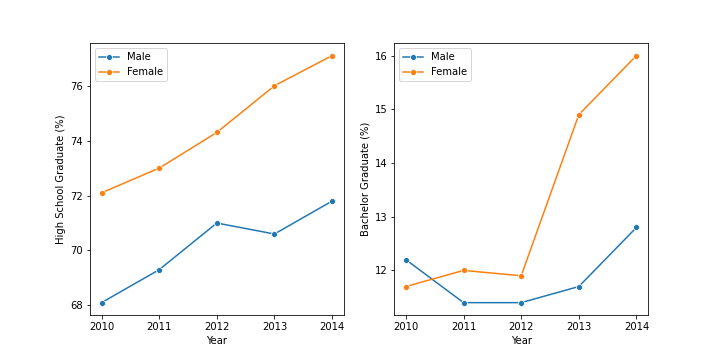 Male
Female
76
74
72
70
68
High School Graduate (%)
2010 2011 2012 2013 2014
Year
Male
Female
16
15
14
13
12
Bachelor Graduate (%)
2010 2011 2012 2013 2014
Year